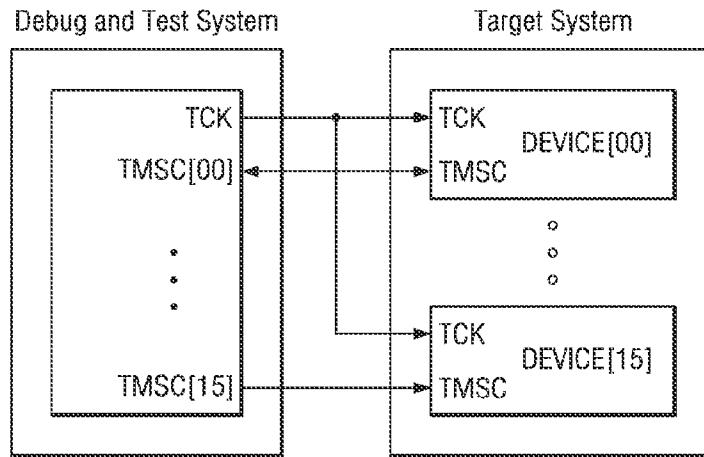 Debug and Test System
Target System
TCK
TMSC[00]
TMSC[15]
TCK
DEVICE[00]
TMSC
TCK
DEVICE[15]
TMSC